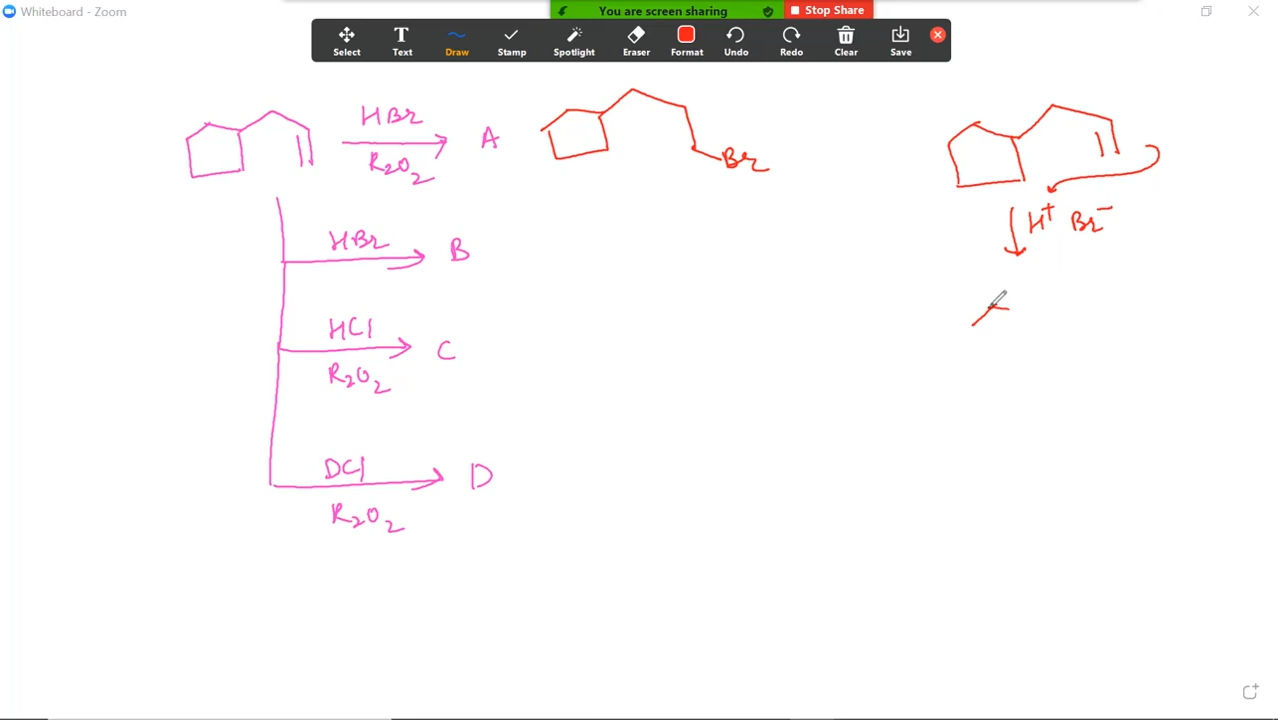 Whiteboard - Zoom
You are screen sharing
Stop Share
Select
Text
Draw
Stamp
Spotlight
Eraser
Format
Undo
Redo
Clear
Save
HBr
R₂O₂
A
Br
H⁺ Br⁻
HBr
B
HCl
R₂O₂
C
DCl
R₂O₂
D